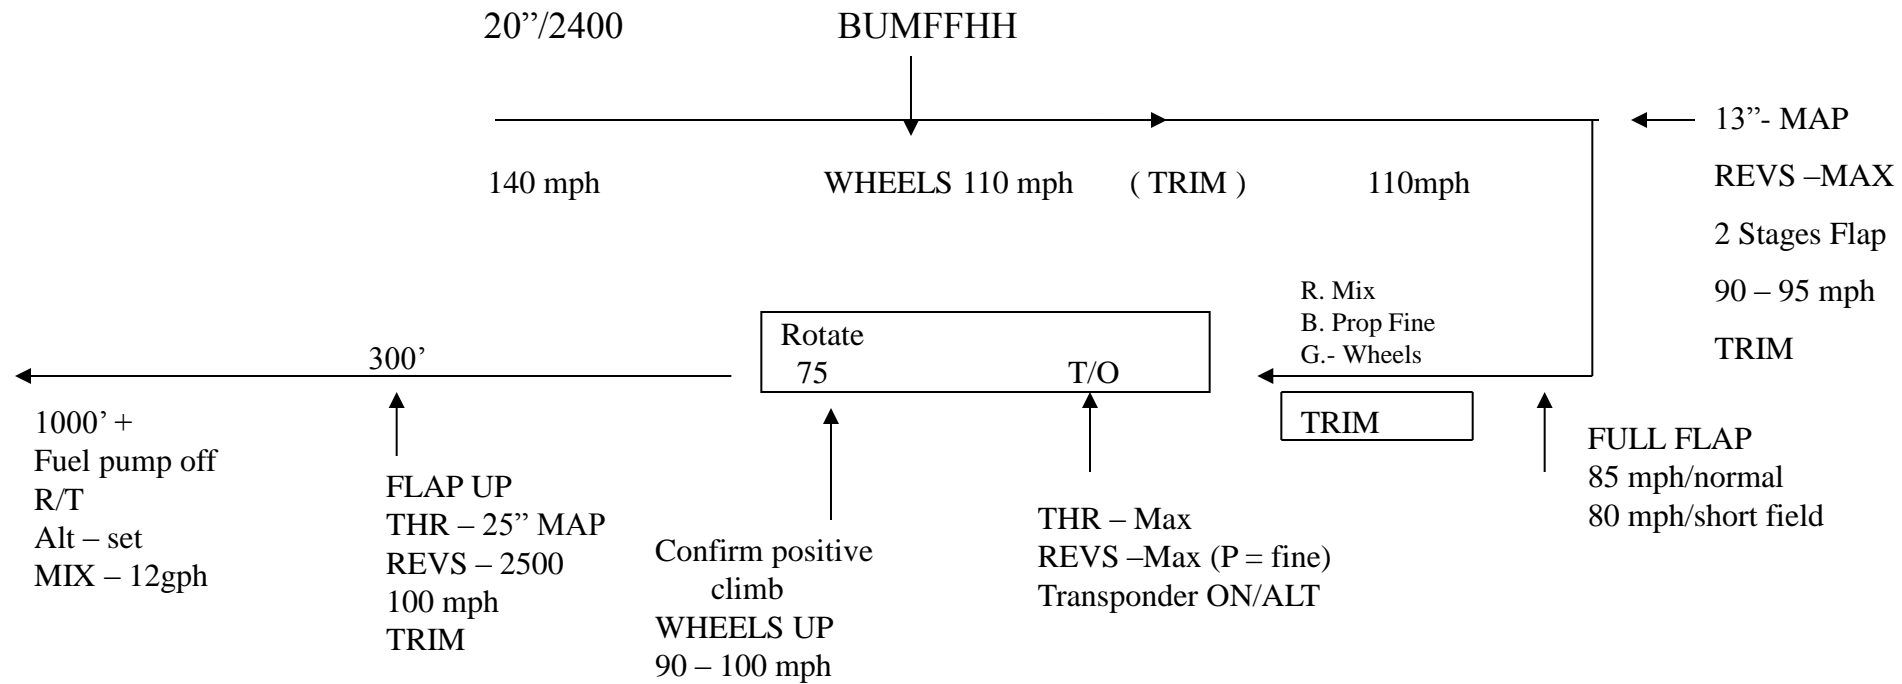 20”/2400
BUMFFHH
140 mph
WHEELS 110 mph
( TRIM )
110mph
13”- MAP
REVS –MAX
2 Stages Flap
90 – 95 mph
TRIM
R. Mix
B. Prop Fine
G.- Wheels
TRIM
FULL FLAP
85 mph/normal
80 mph/short field
Rotate
75
T/O
THR – Max
REVS –Max (P = fine)
Transponder ON/ALT
Confirm positive
climb
WHEELS UP
90 – 100 mph
300’
FLAP UP
THR – 25” MAP
REVS – 2500
100 mph
TRIM
1000’ +
Fuel pump off
R/T
Alt – set
MIX – 12gph